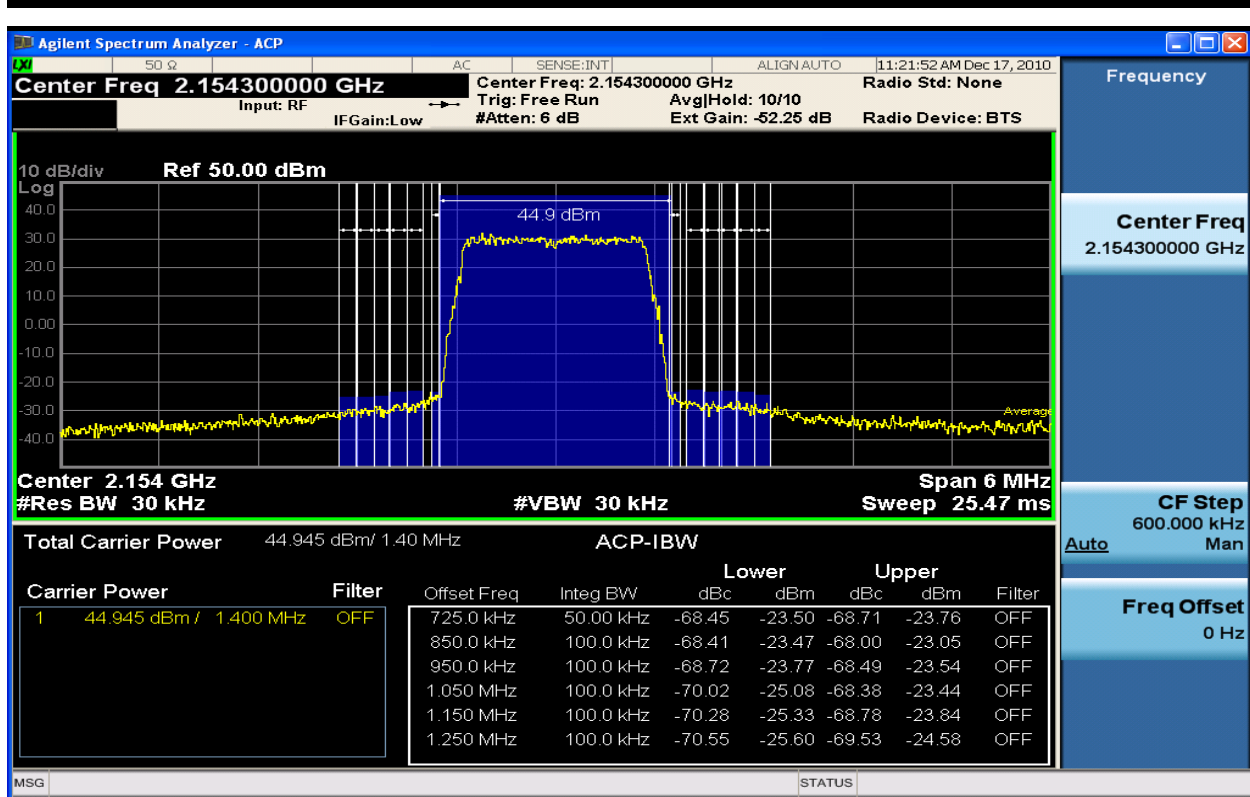 Agilent Spectrum Analyzer - ACP
LXI 50 Ω AC SENSE:INT ALIGN AUTO 11:21:52 AM Dec 17, 2010
Center Freq 2.154300000 GHz
Input: RF
IFGain:Low
Center Freq: 2.154300000 GHz
Trig: Free Run Avg|Hold: 10/10
#Atten: 6 dB Ext Gain: -52.25 dB
Radio Std: None
Radio Device: BTS
10 dB/div Ref 50.00 dBm
Log
40.0
30.0
20.0
10.0
0.00
-10.0
-20.0
-30.0
-40.0
44.9 dBm
Average
Center 2.154 GHz Span 6 MHz
#Res BW 30 kHz #VBW 30 kHz Sweep 25.47 ms
Total Carrier Power 44.945 dBm/ 1.40 MHz ACP-IBW
Lower Upper
Carrier Power Filter
1 44.945 dBm / 1.400 MHz OFF
Offset Freq Integ BW dBc dBm dBc dBm Filter
725.0 kHz 50.00 kHz -68.45 -23.50 -68.71 -23.76 OFF
850.0 kHz 100.0 kHz -68.41 -23.47 -68.00 -23.05 OFF
950.0 kHz 100.0 kHz -68.72 -23.77 -68.49 -23.54 OFF
1.050 MHz 100.0 kHz -70.02 -25.08 -68.38 -23.44 OFF
1.150 MHz 100.0 kHz -70.28 -25.33 -68.78 -23.84 OFF
1.250 MHz 100.0 kHz -70.55 -25.60 -69.53 -24.58 OFF
MSG STATUS
Frequency
Center Freq
2.154300000 GHz
CF Step
600.000 kHz
Auto Man
Freq Offset
0 Hz